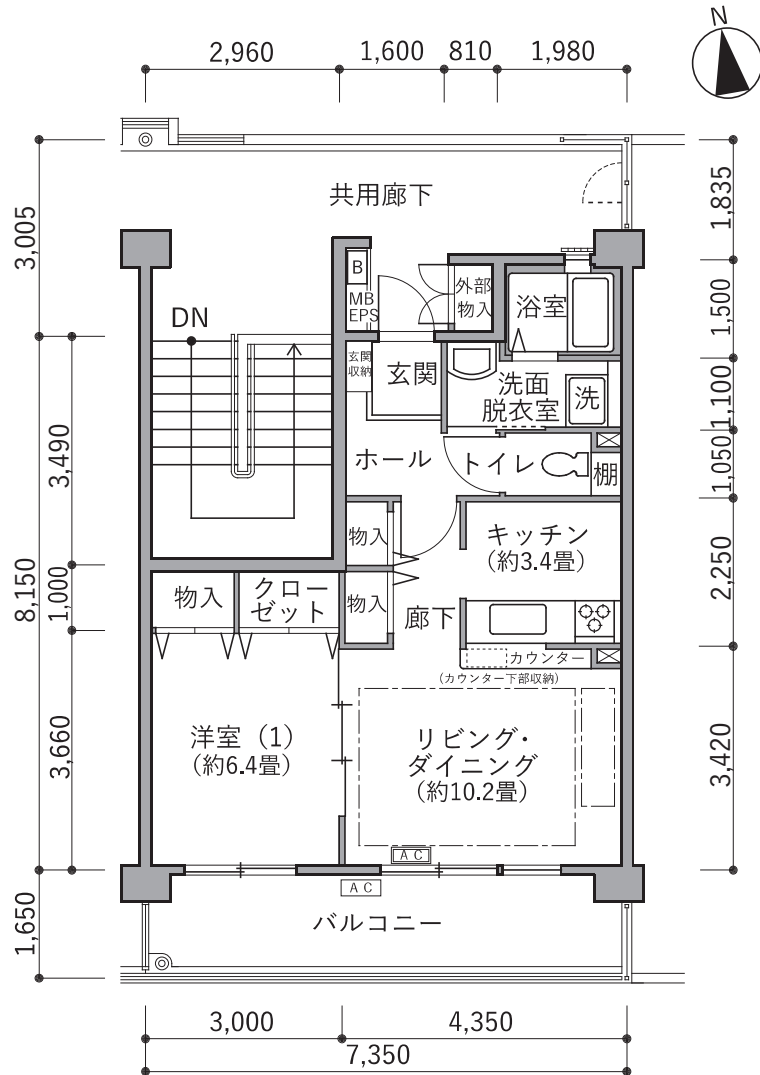 N
2,960
1,600
810
1,980
共用廊下
3,005
1,835
B
MB
EPS
外部
物入
浴室
1,500
DN
玄関
収納
玄関
洗面
脱衣室
洗
1,100
3,490
ホール
トイレ
棚
1,050
物入
キッチン
(約3.4畳)
2,250
8,150
1,000
物入
クロー
ゼット
物入
廊下
カウンター
(カウンター下部収納)
3,660
洋室（1）
(約6.4畳)
リビング・
ダイニング
(約10.2畳)
3,420
AC
AC
1,650
バルコニー
3,000
4,350
7,350